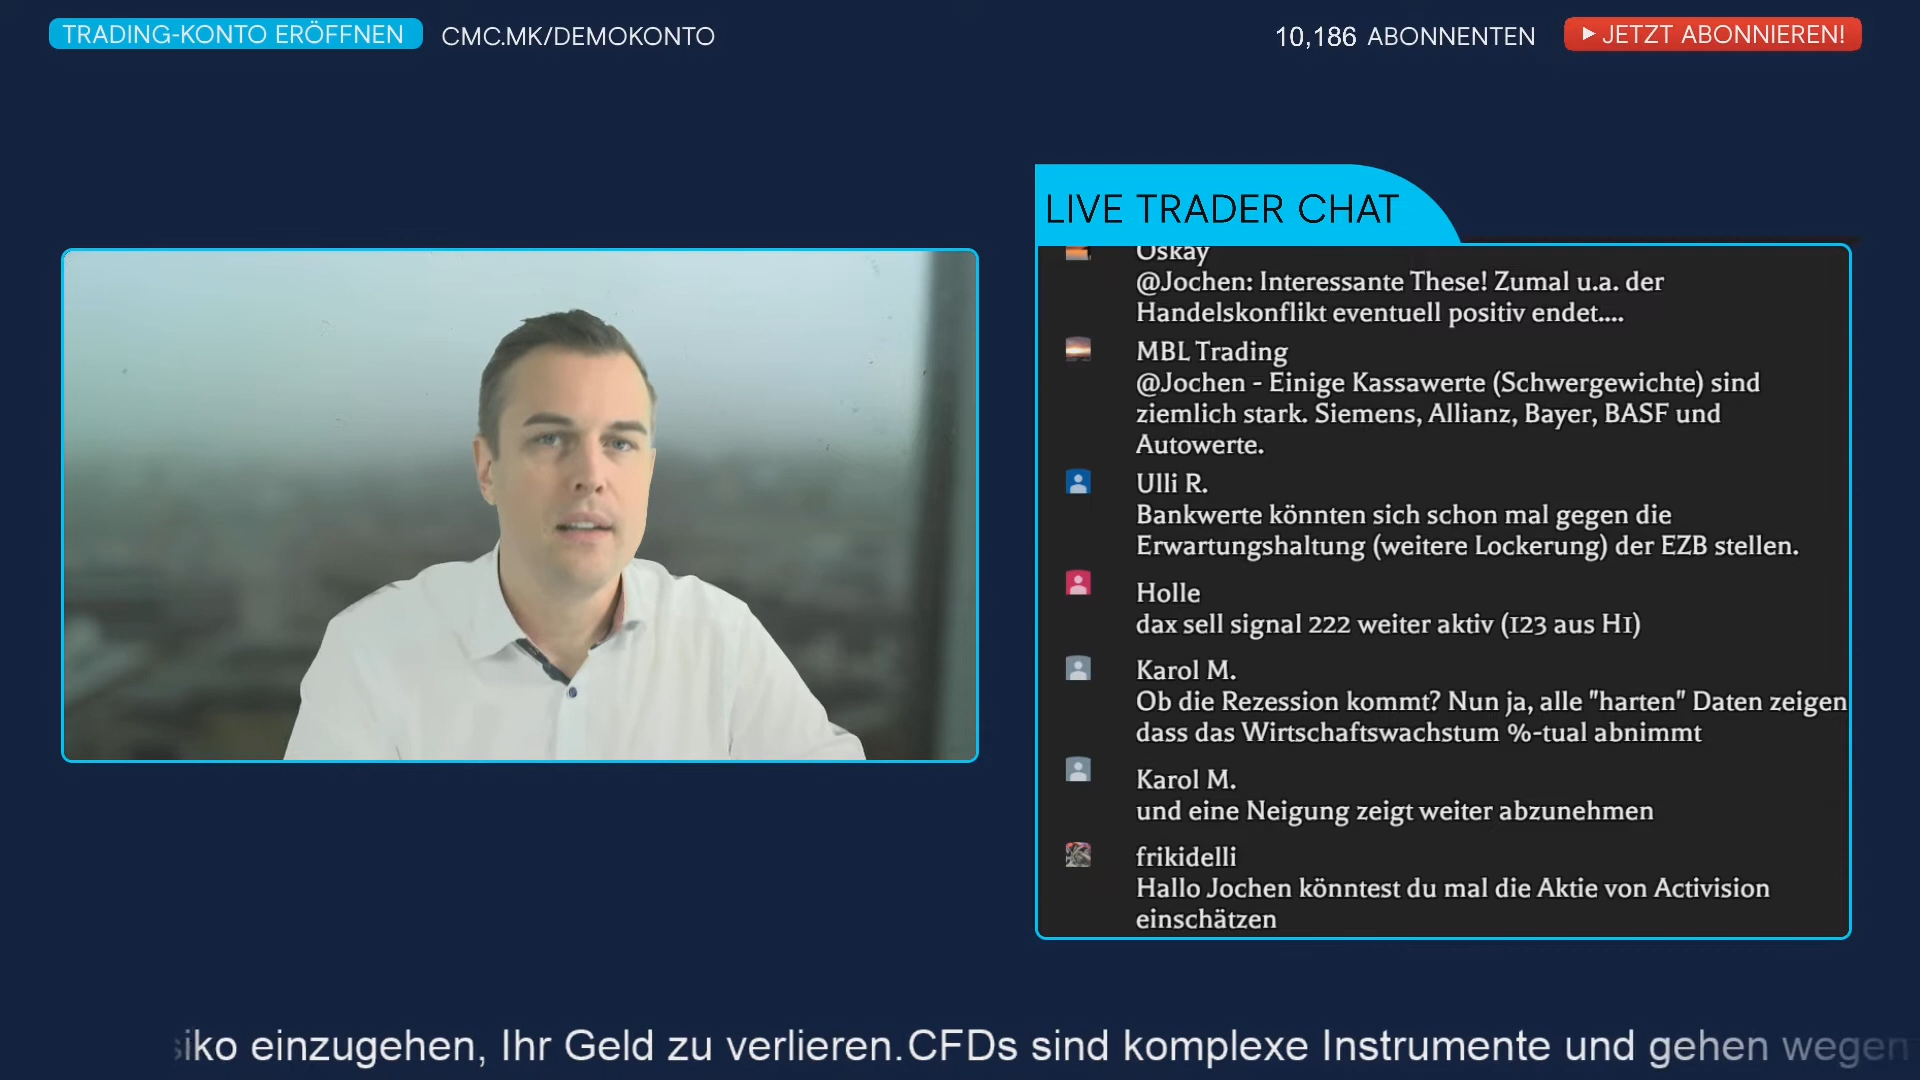 TRADING-KONTO ERÖFFNEN CMC.MK/DEMOKONTO
10,186 ABONNENTEN JETZT ABONNIEREN!
LIVE TRADER CHAT
Oskay
@Jochen: Interessante These! Zumal u.a. der
Handelskonflikt eventuell positiv endet....
MBL Trading
@Jochen - Einige Kassawerte (Schwergewichte) sind
ziemlich stark. Siemens, Allianz, Bayer, BASF und
Autowerte.
Ulli R.
Bankwerte könnten sich schon mal gegen die
Erwartungshaltung (weitere Lockerung) der EZB stellen.
Holle
dax sell signal 222 weiter aktiv (123 aus H1)
Karol M.
Ob die Rezession kommt? Nun ja, alle "harten" Daten zeigen
dass das Wirtschaftswachstum %-tual abnimmt
Karol M.
und eine Neigung zeigt weiter abzunehmen
frikidelli
Hallo Jochen könntest du mal die Aktie von Activision
einschätzen
siko einzugehen, Ihr Geld zu verlieren.CFDs sind komplexe Instrumente und gehen wegen